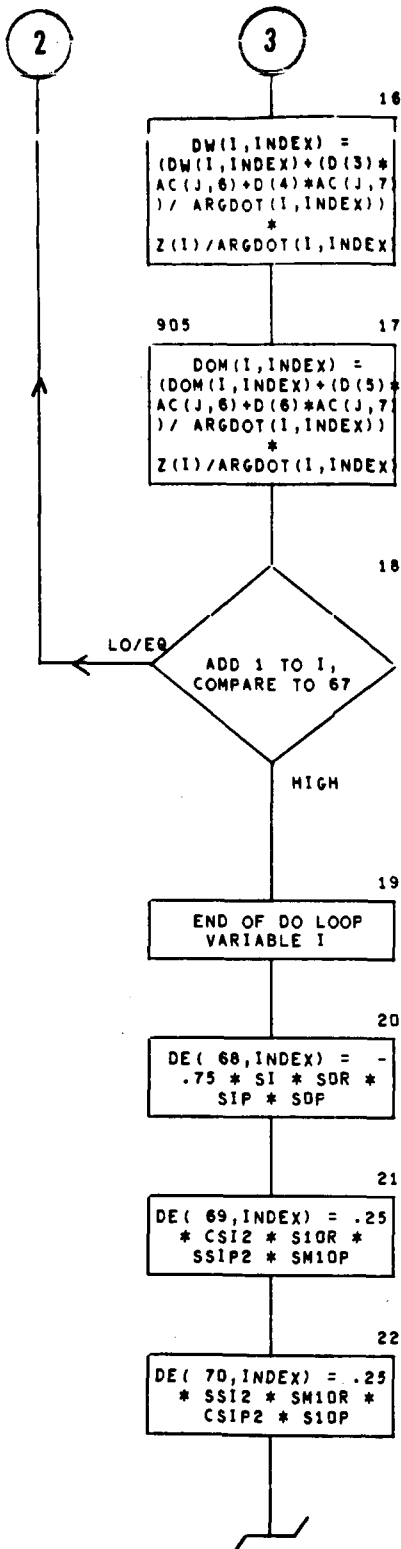 2
3
16
DW(I,INDEX) =
(DW(I,INDEX)+(D(3)*
AC(J,6)+D(4)*AC(J,7)
)/ ARGDOT(I,INDEX))
*
Z(I)/ARGDOT(I,INDEX)
905
17
DOM(I,INDEX) =
(DOM(I,INDEX)+(D(5)*
AC(J,6)+D(6)*AC(J,7)
)/ ARGDOT(I,INDEX))
*
Z(I)/ARGDOT(I,INDEX)
18
LO/EQ
ADD 1 TO I,
COMPARE TO 67
HIGH
19
END OF DO LOOP
VARIABLE I
20
DE( 68,INDEX) = -
.75 * SI * SOR *
SIP * SOP
21
DE( 69,INDEX) = .25
* CSI2 * S1OR *
SSIP2 * SM1OP
22
DE( 70,INDEX) = .25
* SSI2 * SM1OR *
CSIP2 * S1OP